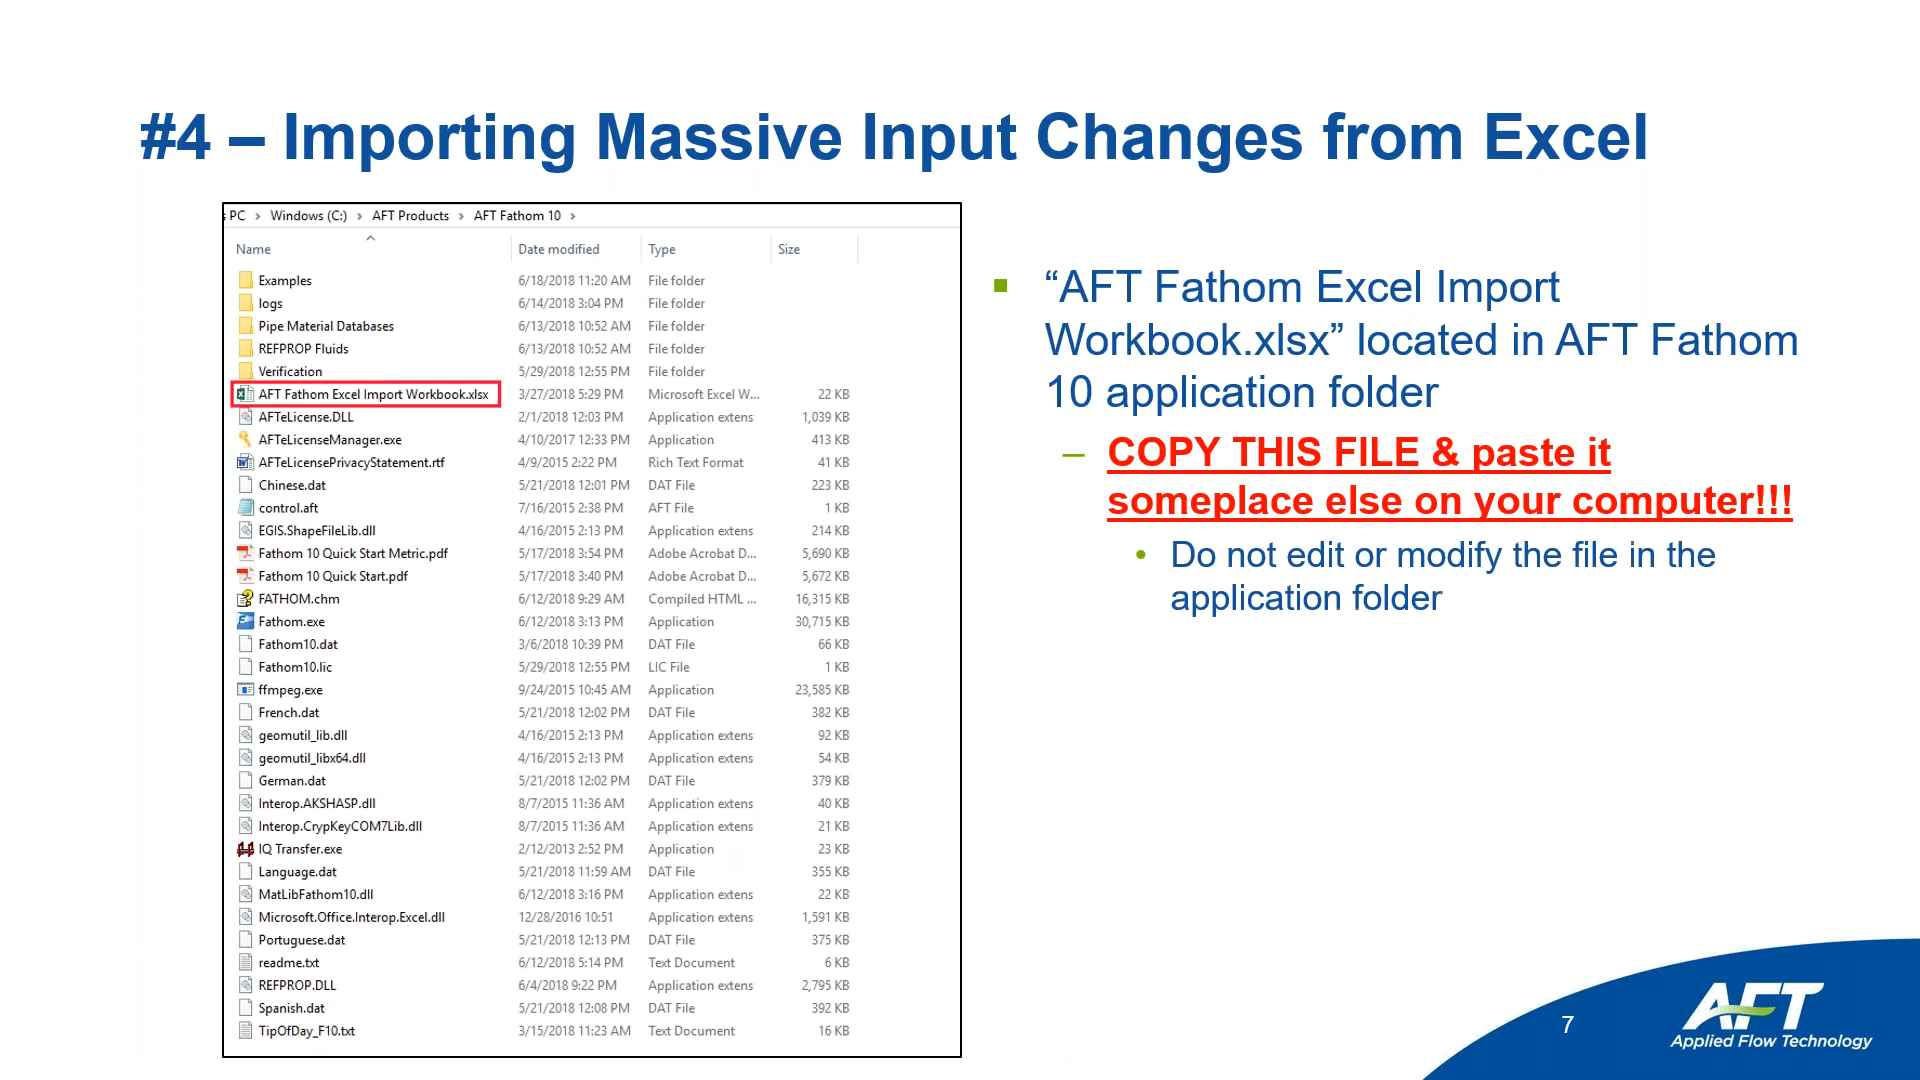 #4 – Importing Massive Input Changes from Excel
PC › Windows (C:) › AFT Products › AFT Fathom 10 ›
Name Date modified Type Size
Examples 6/18/2018 11:20 AM File folder
logs 6/14/2018 3:04 PM File folder
Pipe Material Databases 6/13/2018 10:52 AM File folder
REFPROP Fluids 6/13/2018 10:52 AM File folder
Verification 5/29/2018 12:55 PM File folder
AFT Fathom Excel Import Workbook.xlsx 3/27/2018 5:29 PM Microsoft Excel W... 22 KB
AFTeLicense.DLL 2/1/2018 12:03 PM Application extens 1,039 KB
AFTeLicenseManager.exe 4/10/2017 12:33 PM Application 413 KB
AFTeLicensePrivacyStatement.rtf 4/9/2015 2:22 PM Rich Text Format 41 KB
Chinese.dat 5/21/2018 12:01 PM DAT File 223 KB
control.aft 7/16/2015 2:38 PM AFT File 1 KB
EGIS.ShapeFileLib.dll 4/16/2015 2:13 PM Application extens 214 KB
Fathom 10 Quick Start Metric.pdf 5/17/2018 3:54 PM Adobe Acrobat D... 5,690 KB
Fathom 10 Quick Start.pdf 5/17/2018 3:40 PM Adobe Acrobat D... 5,672 KB
FATHOM.chm 6/12/2018 9:29 AM Compiled HTML ... 16,315 KB
Fathom.exe 6/12/2018 3:13 PM Application 30,715 KB
Fathom10.dat 3/6/2018 10:39 PM DAT File 66 KB
Fathom10.lic 5/29/2018 12:55 PM LIC File 1 KB
ffmpeg.exe 9/24/2015 10:45 AM Application 23,585 KB
French.dat 5/21/2018 12:02 PM DAT File 382 KB
geomutil_lib.dll 4/16/2015 2:13 PM Application extens 92 KB
geomutil_libx64.dll 4/16/2015 2:13 PM Application extens 54 KB
German.dat 5/21/2018 12:02 PM DAT File 379 KB
Interop.AKSHASP.dll 8/7/2015 11:36 AM Application extens 40 KB
Interop.CrypKeyCOM7Lib.dll 8/7/2015 11:36 AM Application extens 21 KB
IQ Transfer.exe 2/12/2013 2:52 PM Application 23 KB
Language.dat 5/21/2018 11:59 AM DAT File 355 KB
MatLibFathom10.dll 6/12/2018 3:16 PM Application extens 22 KB
Microsoft.Office.Interop.Excel.dll 12/28/2016 10:51 Application extens 1,591 KB
Portuguese.dat 5/21/2018 12:13 PM DAT File 375 KB
readme.txt 6/12/2018 5:14 PM Text Document 6 KB
REFPROP.DLL 6/4/2018 9:22 PM Application extens 2,795 KB
Spanish.dat 5/21/2018 12:08 PM DAT File 392 KB
TipOfDay_F10.txt 3/15/2018 11:23 AM Text Document 16 KB
“AFT Fathom Excel Import
Workbook.xlsx” located in AFT Fathom
10 application folder
– COPY THIS FILE & paste it
someplace else on your computer!!!
• Do not edit or modify the file in the
application folder
7
AFT
Applied Flow Technology